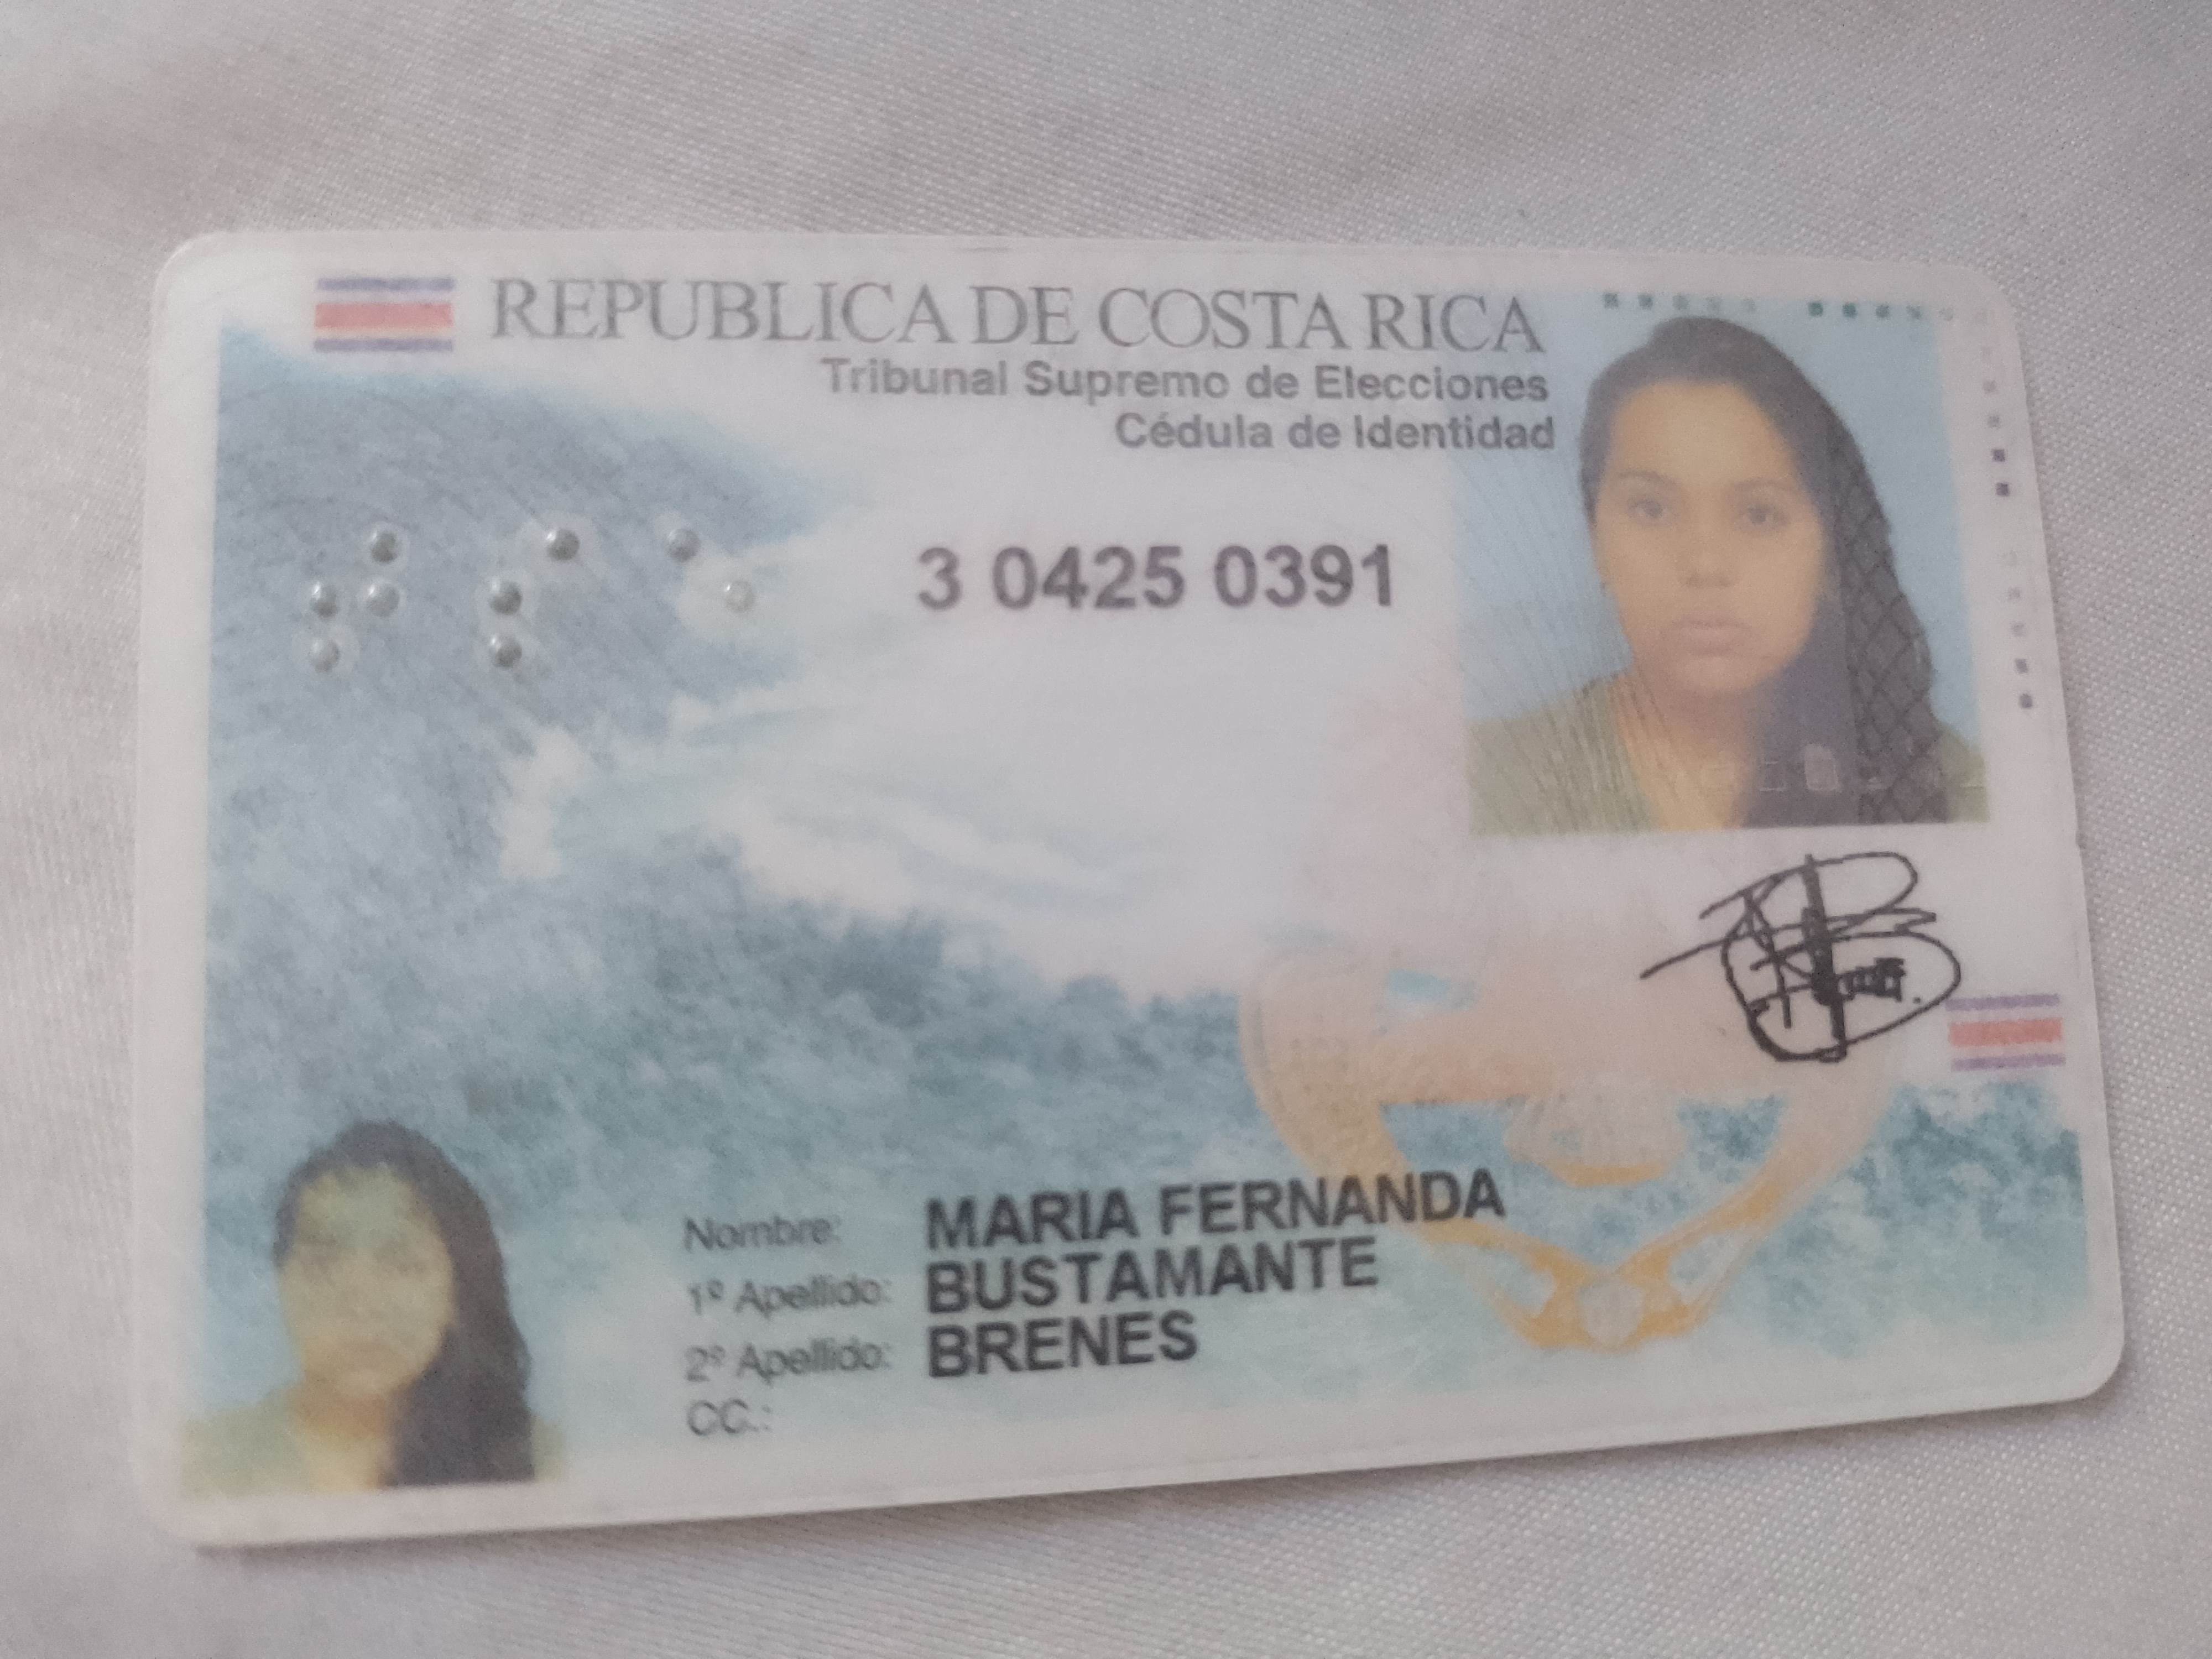 REPUBLICA DE COSTA RICA
Tribunal Supremo de Elecciones
Cédula de Identidad
3 0425 0391
Nombre: MARIA FERNANDA
1º Apellido: BUSTAMANTE
2º Apellido: BRENES
CC.: